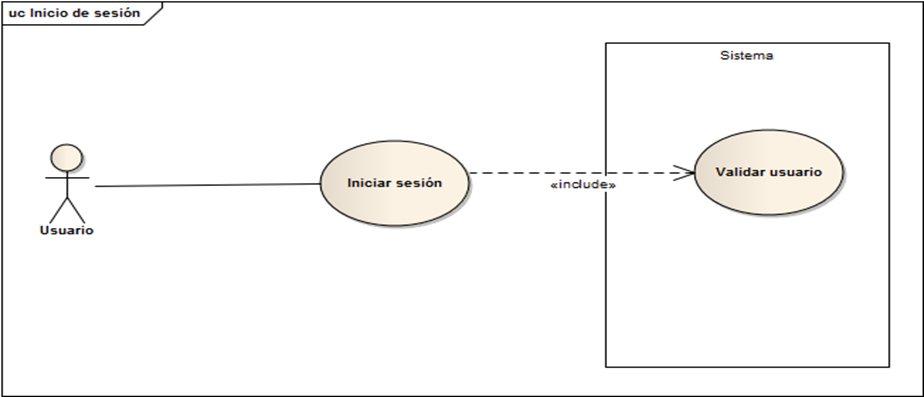 uc Inicio de sesión
Sistema
Usuario
Iniciar sesión
«include»
Validar usuario